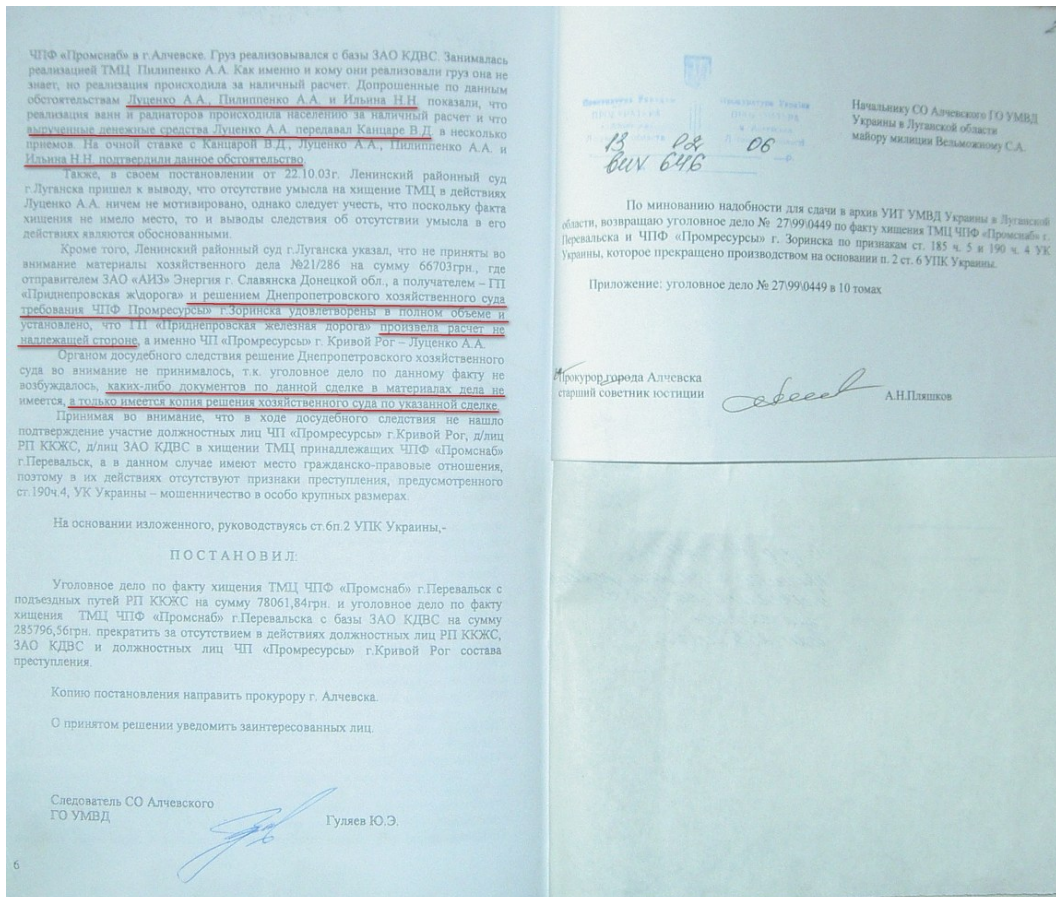 ЧПФ «Промснаб» в г.Алчевске. Груз реализовывался с базы ЗАО КДВС. Занималась
реализацией ТМЦ Пилипенко А.А. Как именно и кому они реализовали груз она не
знает, но реализация происходила за наличный расчет. Допрошенные по данным
обстоятельствам Луценко А.А., Пилиппенко А.А. и Ильина Н.Н. показали, что
реализация ванн и радиаторов происходила населению за наличный расчет и что
вырученные денежные средства Луценко А.А. передавал Канцаре В.Д. в несколько
приемов. На очной ставке с Канцарой В.Д., Луценко А.А., Пилиппенко А.А. и
Ильина Н.Н. подтвердили данное обстоятельство.
Также, в своем постановлении от 22.10.03г. Ленинский районный суд
г.Луганска пришел к выводу, что отсутствие умысла на хищение ТМЦ в действиях
Луценко А.А. ничем не мотивировано, однако следует учесть, что поскольку факта
хищения не имело место, то и выводы следствия об отсутствии умысла в его
действиях являются обоснованными.
Кроме того, Ленинский районный суд г.Луганска указал, что не приняты во
внимание материалы хозяйственного дела №21/286 на сумму 66703грн., где
отправителем ЗАО «АИЗ» Энергия г. Славянска Донецкой обл., а получателем – ГП
«Приднепровская ж\дорога» и решением Днепропетровского хозяйственного суда
требования ЧПФ Промресурсы» г.Зоринска удовлетворены в полном объеме и
установлено, что ГП «Приднепровская железная дорога» произвела расчет не
надлежащей стороне, а именно ЧП «Промресурсы» г. Кривой Рог – Луценко А.А.
Органом досудебного следствия решение Днепропетровского хозяйственного
суда во внимание не принималось, т.к. уголовное дело по данному факту не
возбуждалось, каких-либо документов по данной сделке в материалах дела не
имеется, а только имеется копия решения хозяйственного суда по указанной сделке.
Принимая во внимание, что в ходе досудебного следствия не нашло
подтверждение участие должностных лиц ЧП «Промресурсы» г.Кривой Рог, д/лиц
РП ККЖС, д/лиц ЗАО КДВС в хищении ТМЦ принадлежащих ЧПФ «Промснаб»
г.Перевальск, а в данном случае имеют место гражданско-правовые отношения,
поэтому в их действиях отсутствуют признаки преступления, предусмотренного
ст.190ч.4, УК Украины – мошенничество в особо крупных размерах.
На основании изложенного, руководствуясь ст.6п.2 УПК Украины,-
ПОСТАНОВИЛ:
Уголовное дело по факту хищения ТМЦ ЧПФ «Промснаб» г.Перевальск с
подъездных путей РП ККЖС на сумму 78061,84грн. и уголовное дело по факту
хищения ТМЦ ЧПФ «Промснаб» г.Перевальска с базы ЗАО КДВС на сумму
285796,56грн. прекратить за отсутствием в действиях должностных лиц РП ККЖС,
ЗАО КДВС и должностных лиц ЧП «Промресурсы» г.Кривой Рог состава
преступления.
Копию постановления направить прокурору г. Алчевска.
О принятом решении уведомить заинтересованных лиц.
Следователь СО Алчевского
ГО УМВД
Гуляев Ю.Э.
6
13 02 06
вих 646
Начальнику СО Алчевского ГО УМВД
Украины в Луганской области
майору милиции Вельможному С.А.
По минованию надобности для сдачи в архив УИТ УМВД Украины в Луганской
области, возвращаю уголовное дело № 27\99\0449 по факту хищения ТМЦ ЧПФ «Промснаб» г.
Перевальска и ЧПФ «Промресурсы» г. Зоринска по признакам ст. 185 ч. 5 и 190 ч. 4 УК
Украины, которое прекращено производством на основании п. 2 ст. 6 УПК Украины.
Приложение: уголовное дело № 27\99\0449 в 10 томах
Прокурор города Алчевска
старший советник юстиции
А.Н.Пляшков